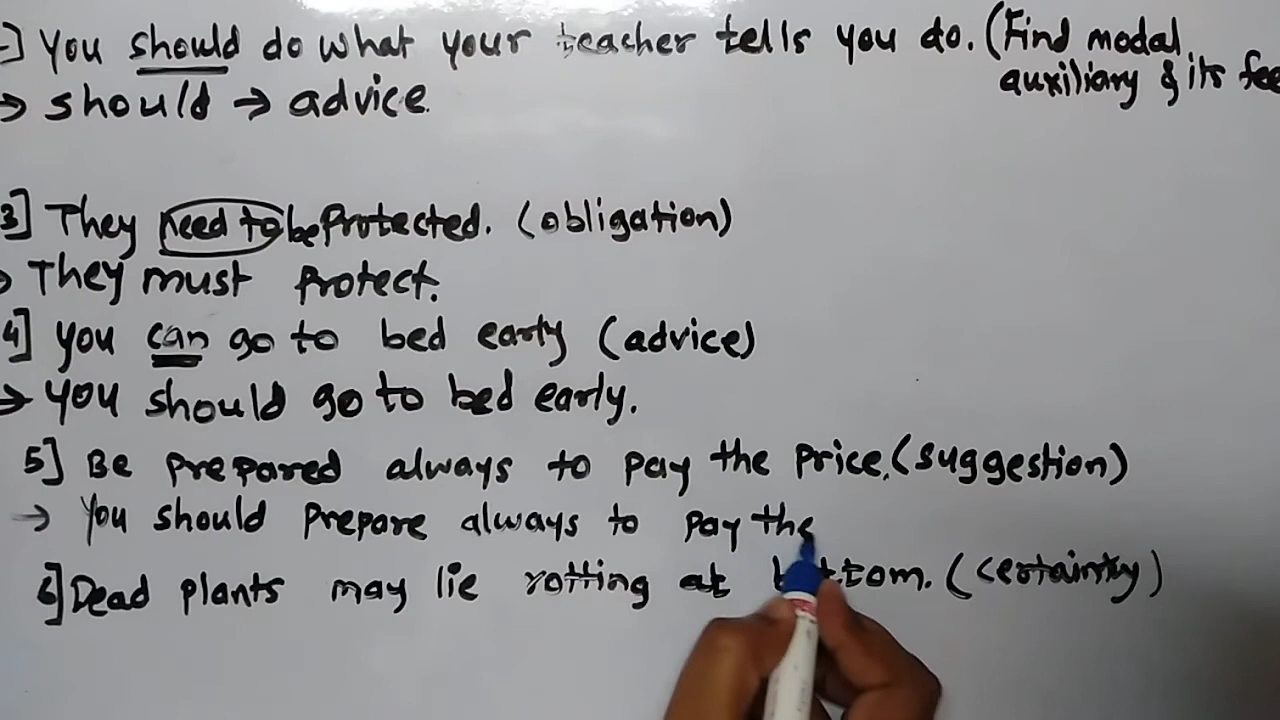 ] You should do what your teacher tells you do. (Find modal
auxiliary & its
→ should → advice.
3] They need to be Protected. (obligation)
They must Protect.
4] you can go to bed early (advice)
→ you should go to bed early.
5] Be prepared always to pay the price. (suggestion)
→ You should Prepare always to pay the
6] Dead plants may lie rotting at bottom. (certainty)